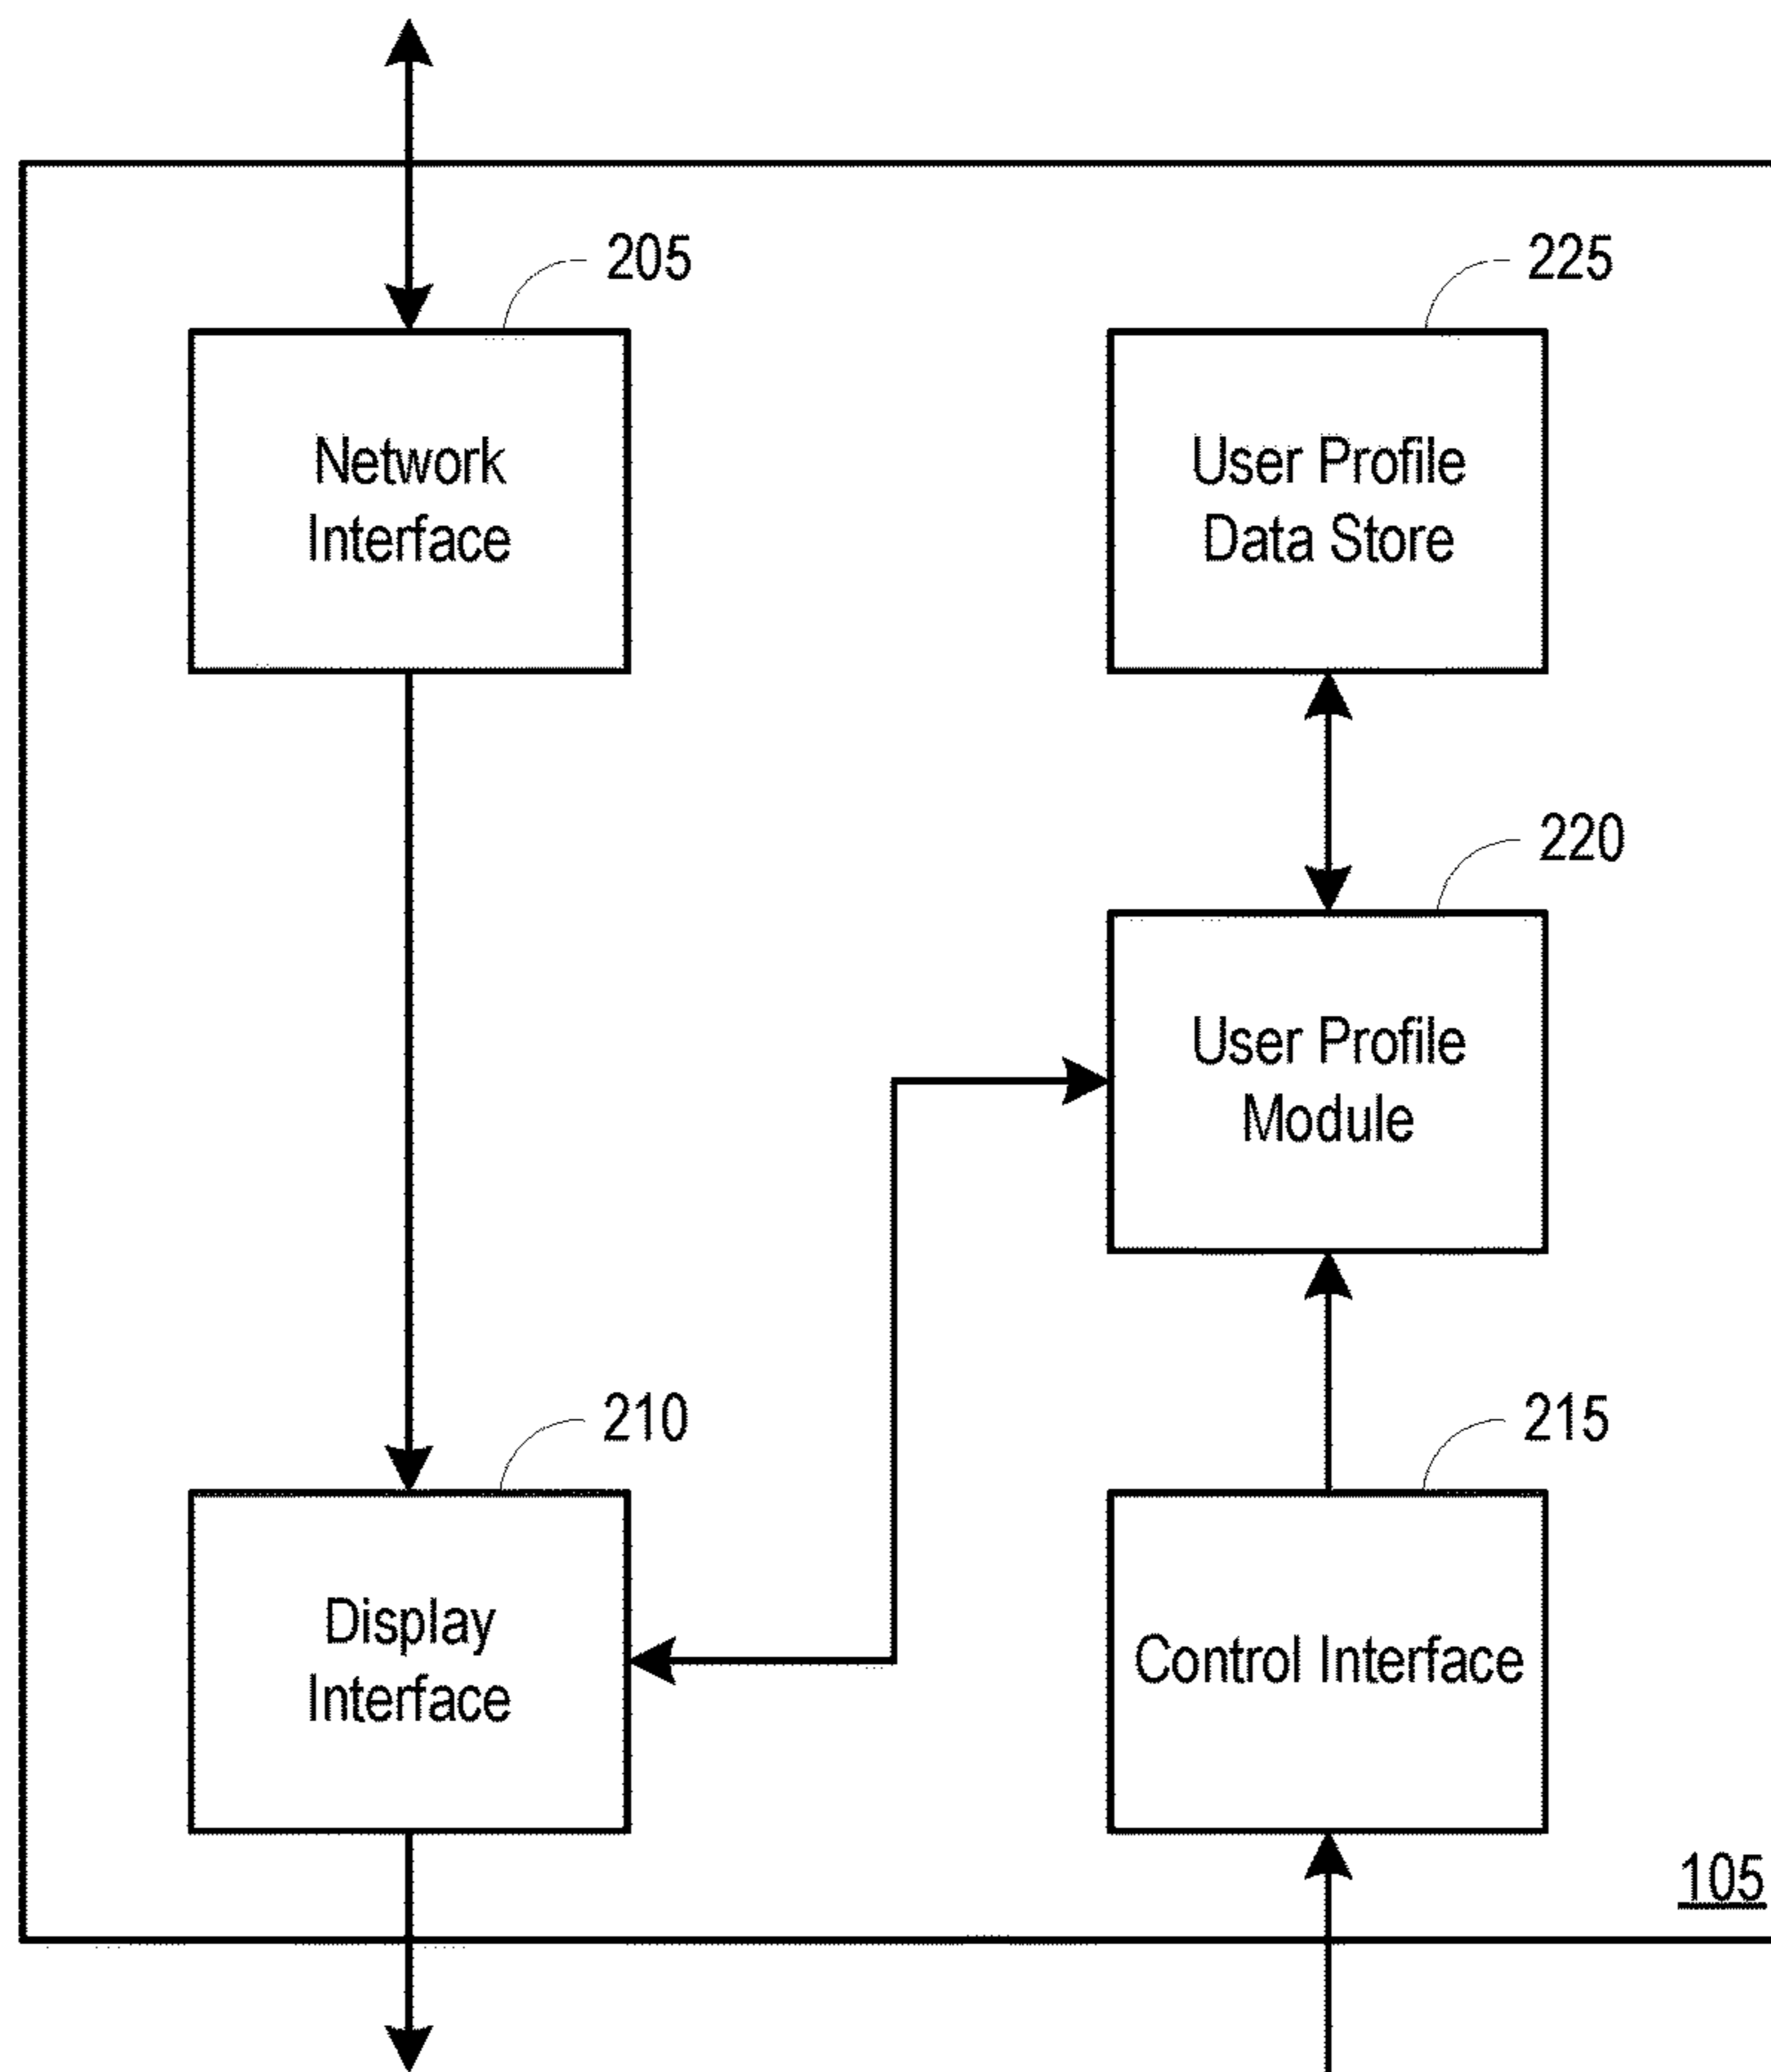 205
Network
Interface
225
User Profile
Data Store
220
User Profile
Module
210
Display
Interface
215
Control Interface
105